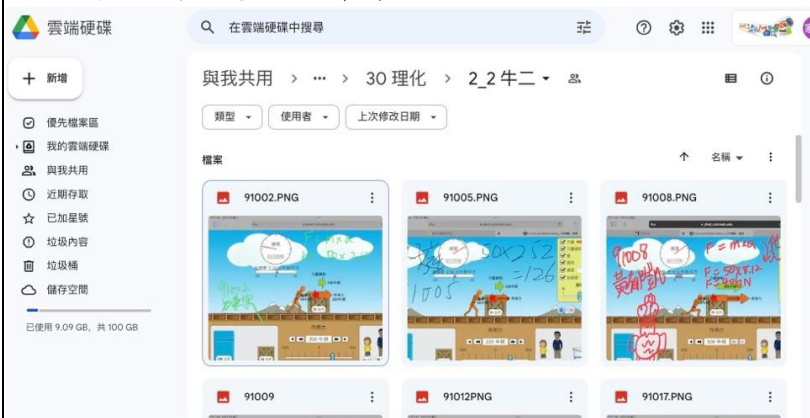 雲端硬碟
在雲端硬碟中搜尋
新增
與我共用 > ... > 30 理化 > 2_2 牛二
類型
使用者
上次修改日期
優先檔案區
我的雲端硬碟
與我共用
近期存取
已加星號
垃圾內容
垃圾桶
儲存空間
已使用 9.09 GB，共 100 GB
檔案
名稱
91002.PNG
91005.PNG
91008.PNG
91002
50x252
=126
1005
91008
F=ma
91009
91012PNG
91017.PNG